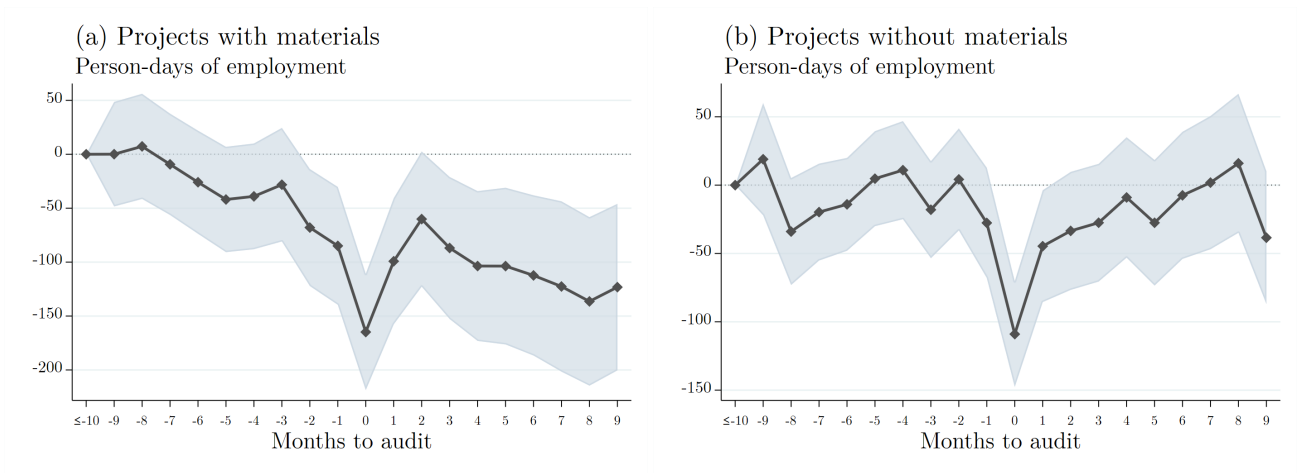 (a) Projects with materials
Person-days of employment
50
0
-50
-100
-150
-200
≤-10 -9 -8 -7 -6 -5 -4 -3 -2 -1 0 1 2 3 4 5 6 7 8 9
Months to audit
(b) Projects without materials
Person-days of employment
50
0
-50
-100
-150
≤-10 -9 -8 -7 -6 -5 -4 -3 -2 -1 0 1 2 3 4 5 6 7 8 9
Months to audit